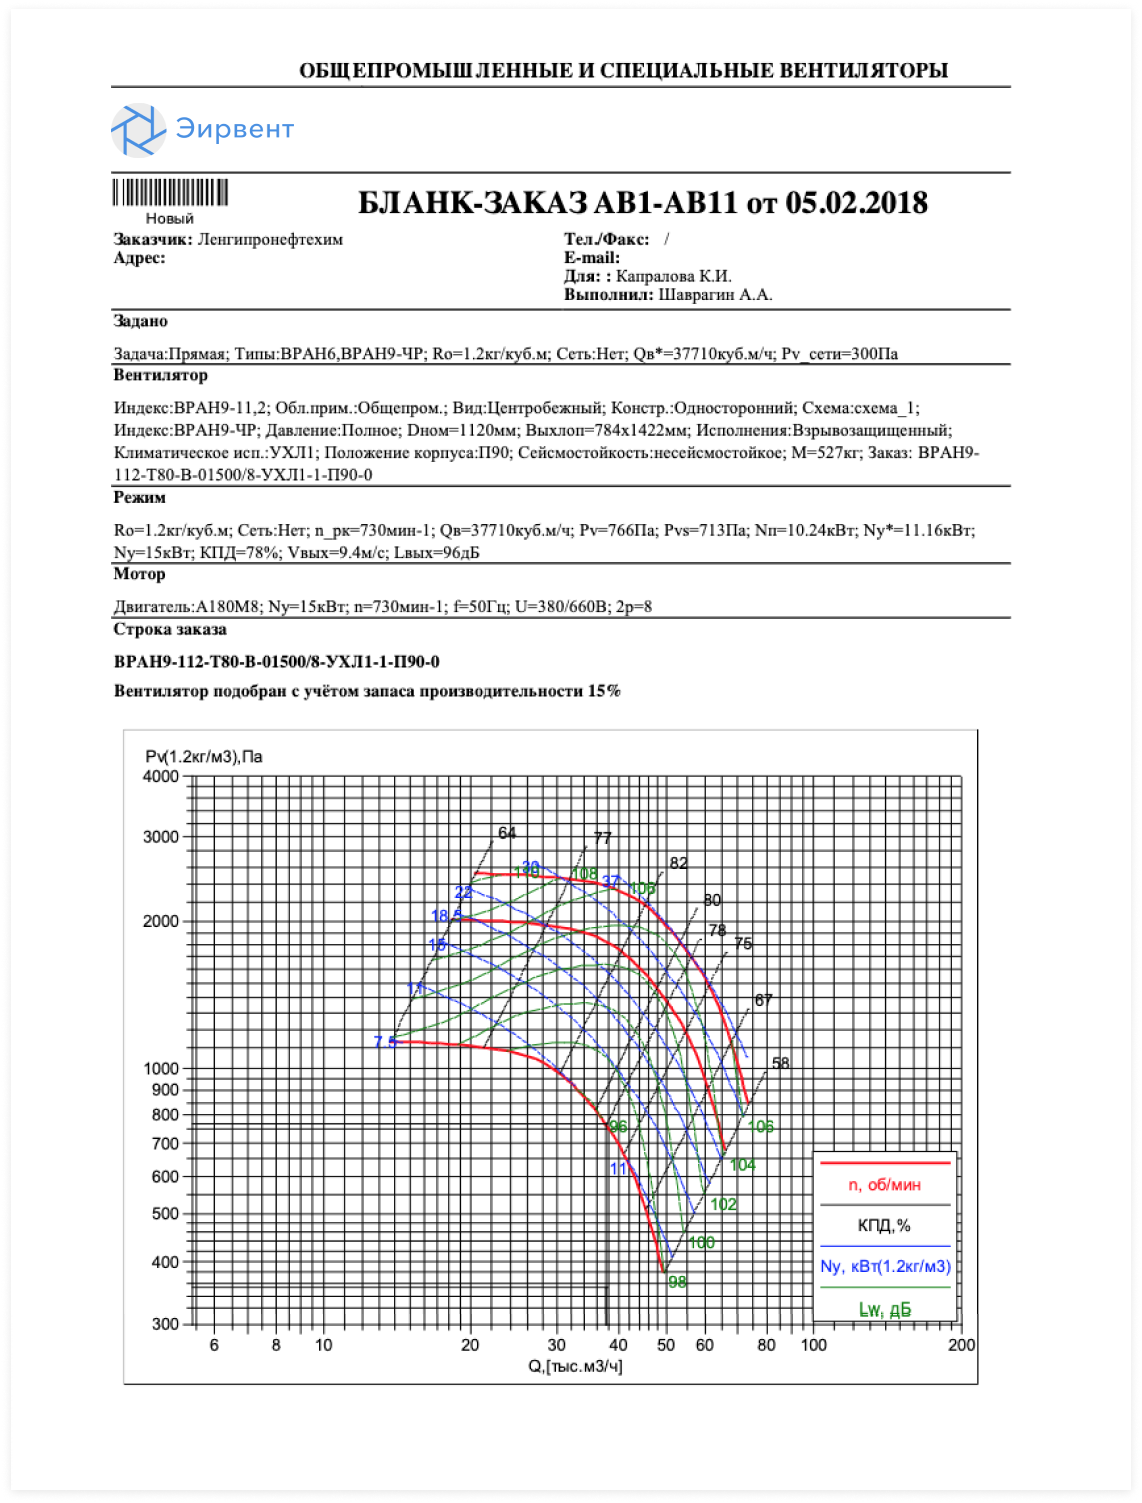 ОБЩЕПРОМЫШЛЕННЫЕ И СПЕЦИАЛЬНЫЕ ВЕНТИЛЯТОРЫ
Эирвент
Новый
БЛАНК-ЗАКАЗ АВ1-АВ11 от 05.02.2018
Заказчик: Ленгипронефтехим
Адрес:
Тел./Факс: /
E-mail:
Для: : Капралова К.И.
Выполнил: Шаврагин А.А.
Задано
Задача:Прямая; Типы:ВРАН6,ВРАН9-ЧР; Ro=1.2кг/куб.м; Сеть:Нет; Qв*=37710куб.м/ч; Pv_сети=300Па
Вентилятор
Индекс:ВРАН9-11,2; Обл.прим.:Общепром.; Вид:Центробежный; Констр.:Односторонний; Схема:схема_1;
Индекс:ВРАН9-ЧР; Давление:Полное; Dном=1120мм; Выхлоп=784х1422мм; Исполнения:Взрывозащищенный;
Климатическое исп.:УХЛ1; Положение корпуса:П90; Сейсмостойкость:несейсмостойкое; М=527кг; Заказ: ВРАН9-
112-Т80-В-01500/8-УХЛ1-1-П90-0
Режим
Ro=1.2кг/куб.м; Сеть:Нет; n_рк=730мин-1; Qв=37710куб.м/ч; Pv=766Па; Pvs=713Па; Nп=10.24кВт; Ny*=11.16кВт;
Ny=15кВт; КПД=78%; Vвых=9.4м/с; Lвых=96дБ
Мотор
Двигатель:А180М8; Ny=15кВт; n=730мин-1; f=50Гц; U=380/660В; 2p=8
Строка заказа
ВРАН9-112-Т80-В-01500/8-УХЛ1-1-П90-0
Вентилятор подобран с учётом запаса производительности 15%
Pv(1.2кг/м3),Па
4000
3000
2000
1000
900
800
700
600
500
400
300
64
77
82
80
78
75
67
58
30
108
37
108
22
18.5
15
11
7.5
96
11
106
104
102
100
98
n, об/мин
КПД,%
Ny, кВт(1.2кг/м3)
Lw, дБ
6 8 10 20 30 40 50 60 80 100 200
Q,[тыс.м3/ч]